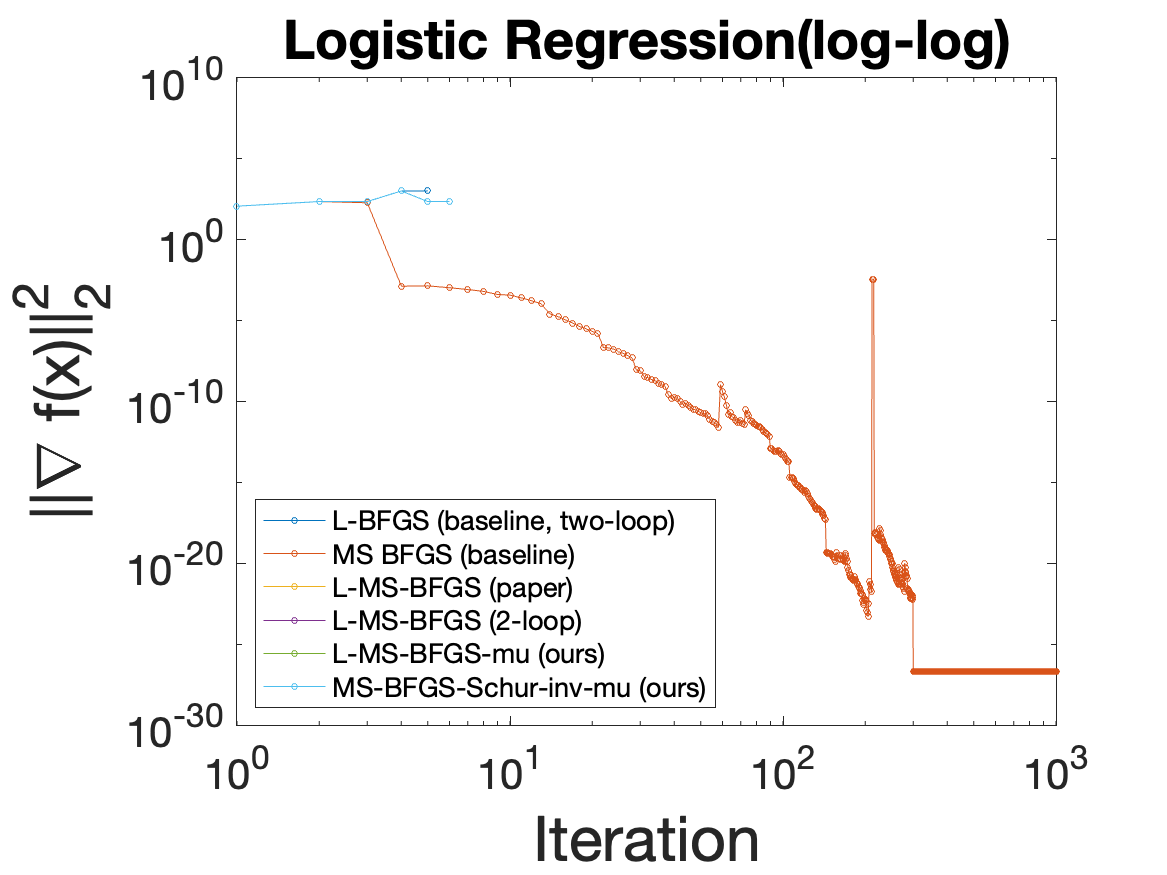 Logistic Regression(log-log)
10^10
10^0
10^-10
10^-20
10^-30
||∇ f(x)||_2^2
L-BFGS (baseline, two-loop)
MS BFGS (baseline)
L-MS-BFGS (paper)
L-MS-BFGS (2-loop)
L-MS-BFGS-mu (ours)
MS-BFGS-Schur-inv-mu (ours)
10^0 10^1 10^2 10^3
Iteration